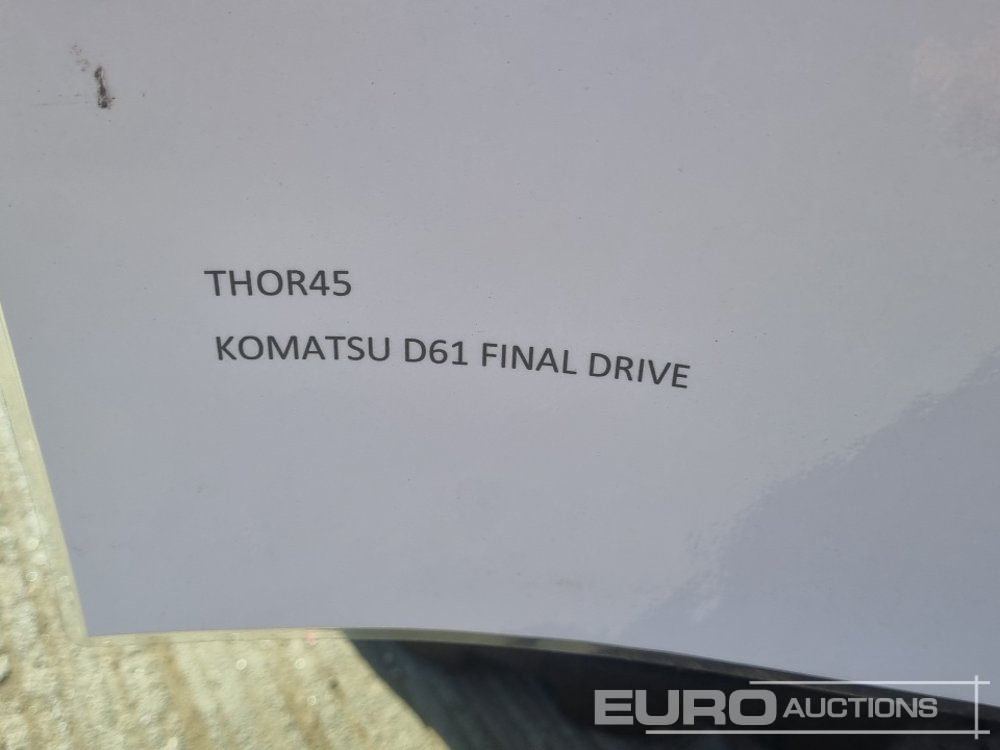 THOR45
KOMATSU D61 FINAL DRIVE
EURO AUCTIONS